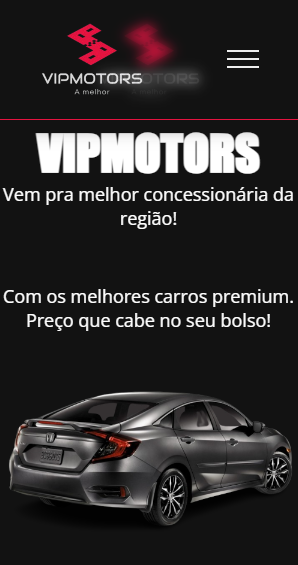 VIPMOTORS
A melhor
VIPMOTORS
Vem pra melhor concessionária da
região!
Com os melhores carros premium.
Preço que cabe no seu bolso!